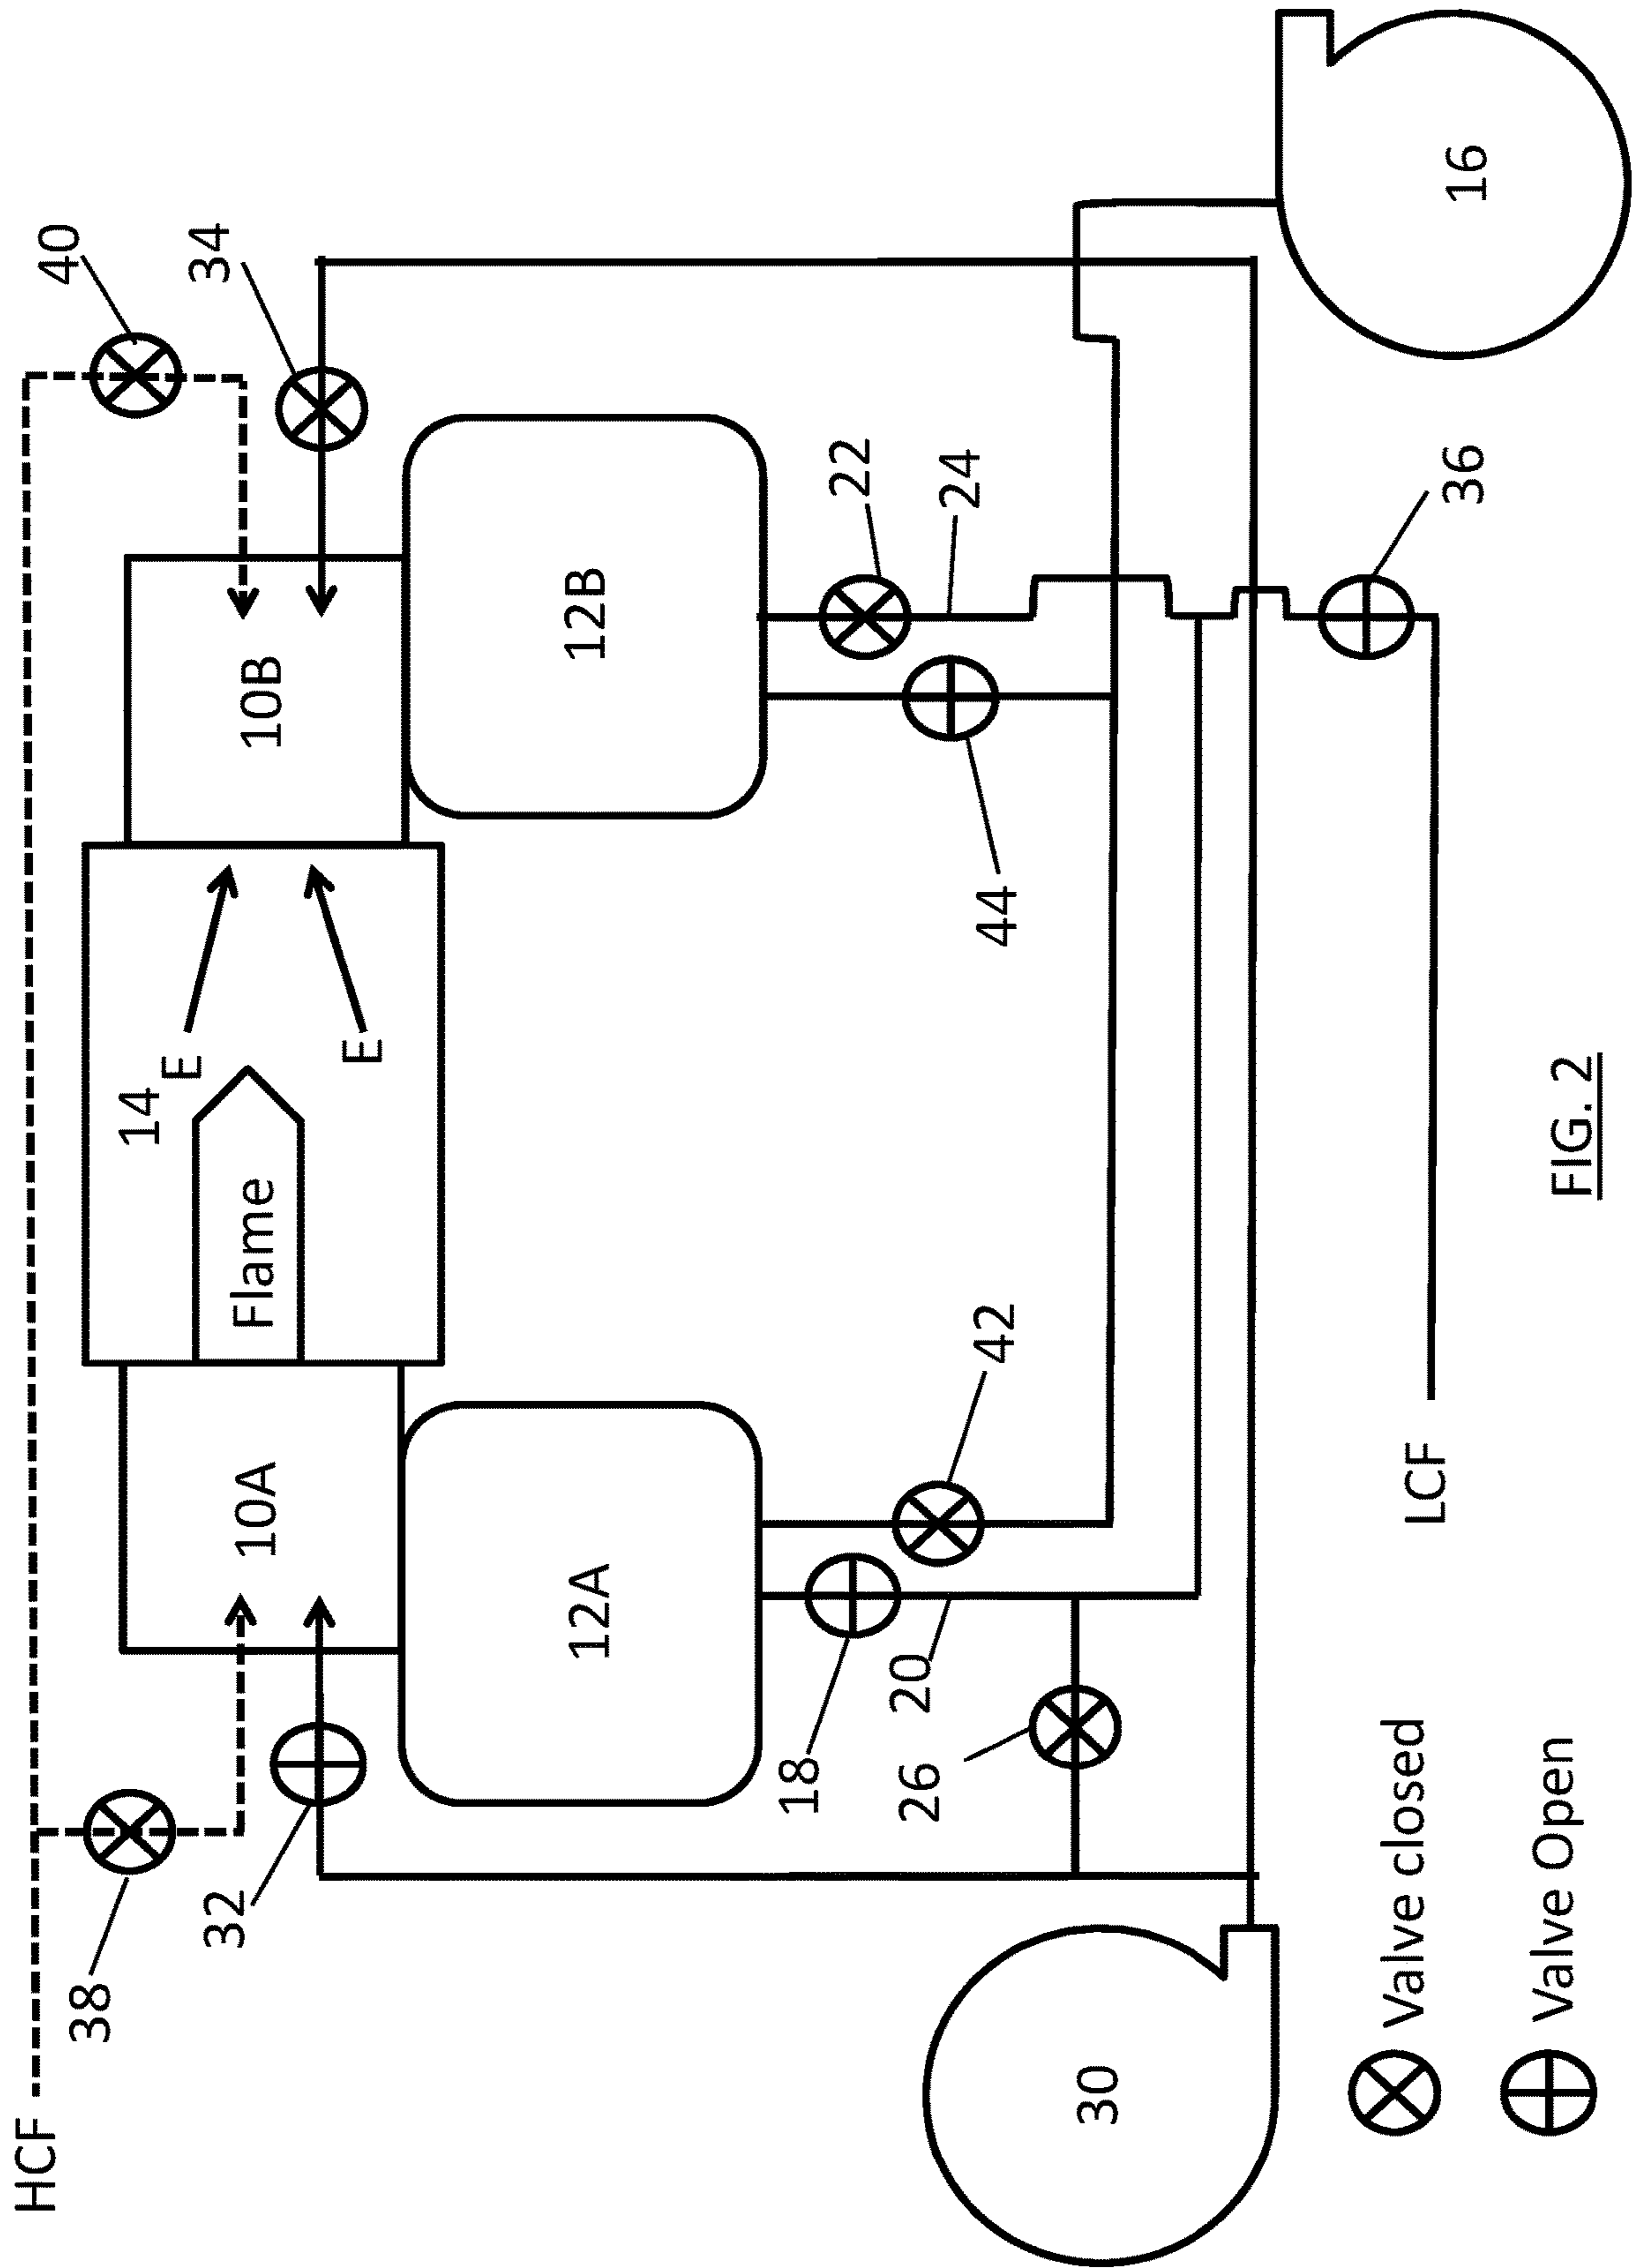 HCF
38
40
32
34
14
E
E
Flame
10A
10B
12A
12B
18
20
26
42
44
22
24
36
30
16
LCF
Valve closed
Valve Open
FIG. 2